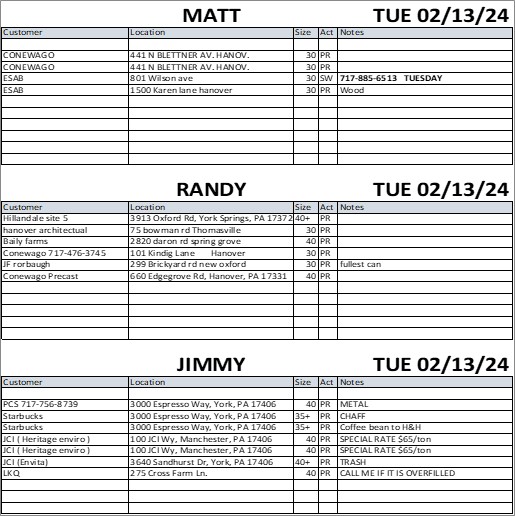 MATT TUE 02/13/24
Customer Location Size Act Notes
CONEWAGO 441 N BLETTNER AV. HANOV. 30 PR
CONEWAGO 441 N BLETTNER AV. HANOV. 30 PR
ESAB 801 Wilson ave 30 SW 717-885-6513 TUESDAY
ESAB 1500 Karen lane hanover 30 PR Wood
RANDY TUE 02/13/24
Customer Location Size Act Notes
Hillandale site 5 3913 Oxford Rd, York Springs, PA 17372 40+ PR
hanover architectual 75 bowman rd Thomasville 30 PR
Baily farms 2820 daron rd spring grove 40 PR
Conewago 717-476-3745 101 Kindig Lane Hanover 30 PR
JF rorbaugh 299 Brickyard rd new oxford 30 PR fullest can
Conewago Precast 660 Edgegrove Rd, Hanover, PA 17331 40 PR
JIMMY TUE 02/13/24
Customer Location Size Act Notes
PCS 717-756-8739 3000 Espresso Way, York, PA 17406 40 PR METAL
Starbucks 3000 Espresso Way, York, PA 17406 35+ PR CHAFF
Starbucks 3000 Espresso Way, York, PA 17406 35+ PR Coffee bean to H&H
JCI ( Heritage enviro ) 100 JCI Wy, Manchester, PA 17406 40 PR SPECIAL RATE $65/ton
JCI ( Heritage enviro ) 100 JCI Wy, Manchester, PA 17406 40 PR SPECIAL RATE $65/ton
JCI (Envita) 3640 Sandhurst Dr, York, PA 17406 40+ PR TRASH
LKQ 275 Cross Farm Ln. 40 PR CALL ME IF IT IS OVERFILLED